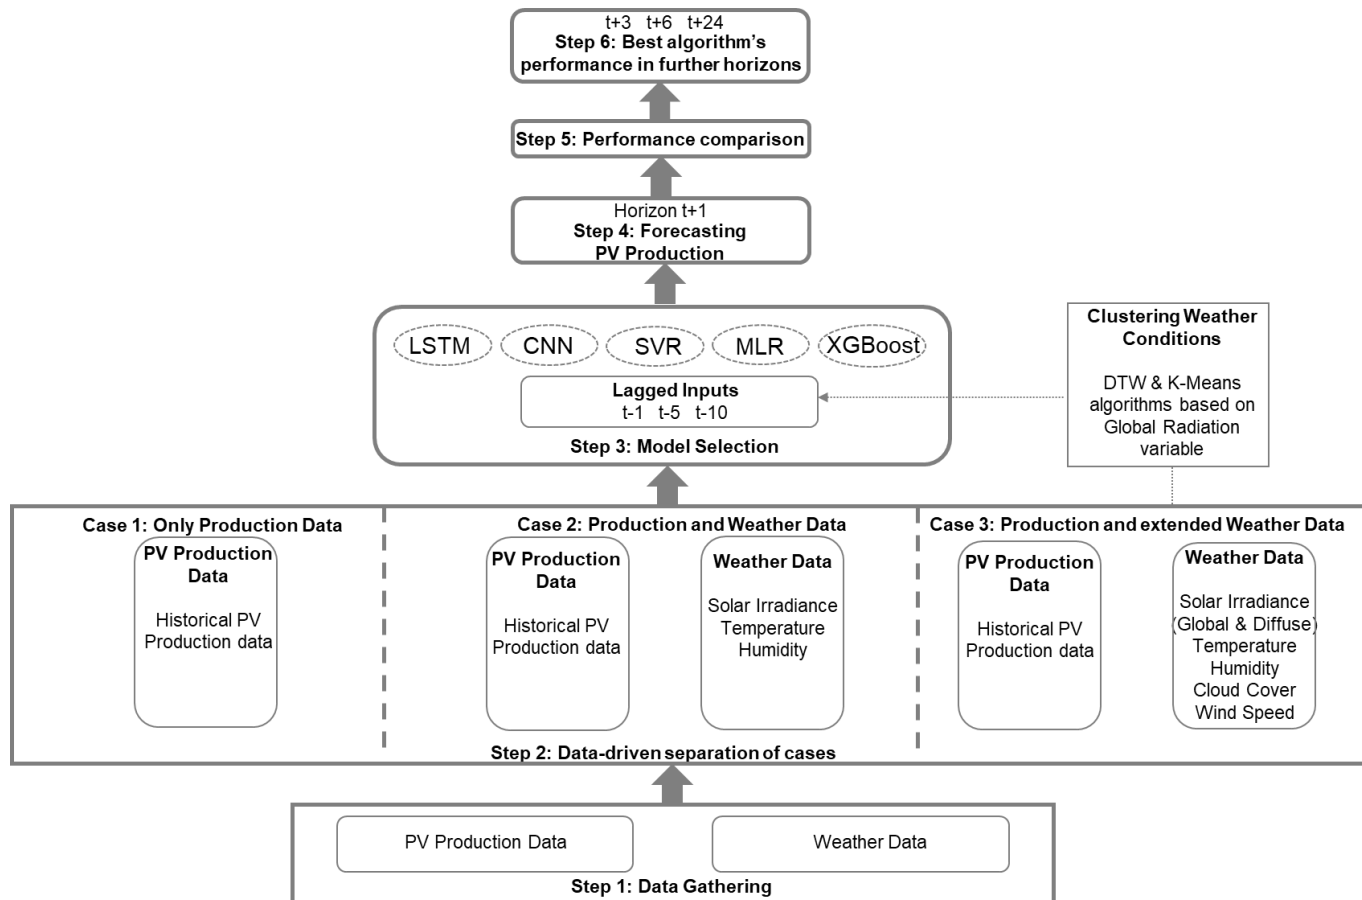 t+3 t+6 t+24
Step 6: Best algorithm's
performance in further horizons
Step 5: Performance comparison
Horizon t+1
Step 4: Forecasting
PV Production
LSTM
CNN
SVR
MLR
XGBoost
Lagged Inputs
t-1 t-5 t-10
Step 3: Model Selection
Clustering Weather
Conditions
DTW & K-Means
algorithms based on
Global Radiation
variable
Case 1: Only Production Data
PV Production
Data
Historical PV
Production data
Case 2: Production and Weather Data
PV Production
Data
Historical PV
Production data
Weather Data
Solar Irradiance
Temperature
Humidity
Case 3: Production and extended Weather Data
PV Production
Data
Historical PV
Production data
Weather Data
Solar Irradiance
(Global & Diffuse)
Temperature
Humidity
Cloud Cover
Wind Speed
Step 2: Data-driven separation of cases
PV Production Data
Weather Data
Step 1: Data Gathering